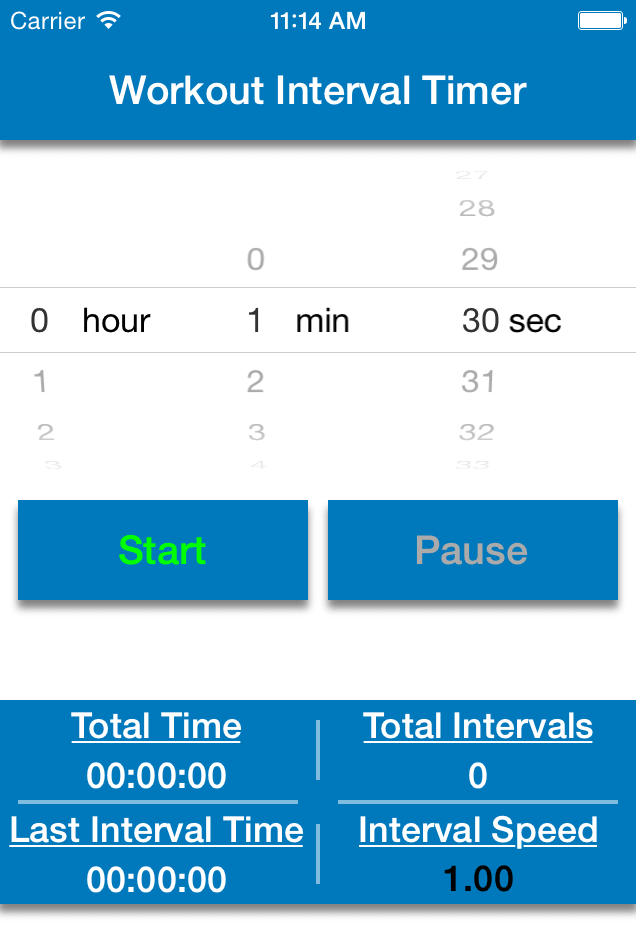 Carrier 11:14 AM
Workout Interval Timer
27
28
0 29
0 hour 1 min 30 sec
1 2 31
2 3 32
3 4 33
Start Pause
Total Time Total Intervals
00:00:00 0
Last Interval Time Interval Speed
00:00:00 1.00